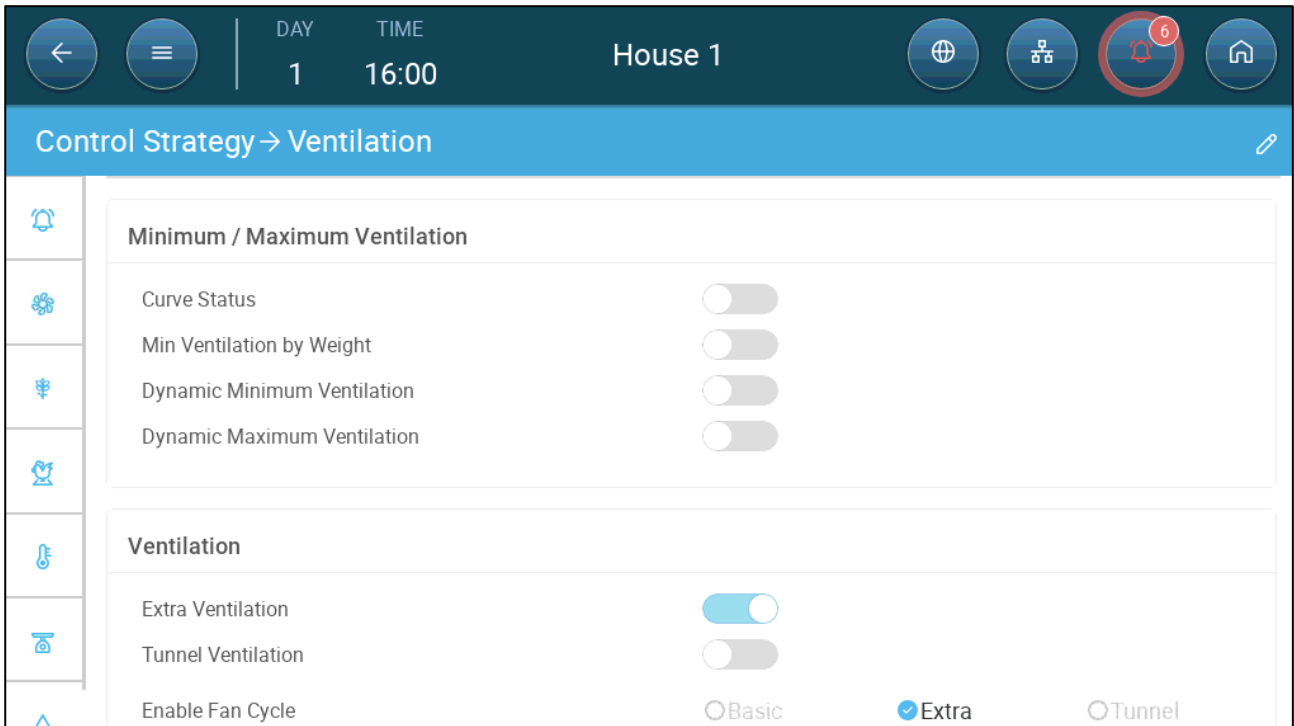 DAY TIME
1 16:00
House 1
6
Control Strategy → Ventilation
Minimum / Maximum Ventilation
Curve Status
Min Ventilation by Weight
Dynamic Minimum Ventilation
Dynamic Maximum Ventilation
Ventilation
Extra Ventilation
Tunnel Ventilation
Enable Fan Cycle Basic Extra Tunnel